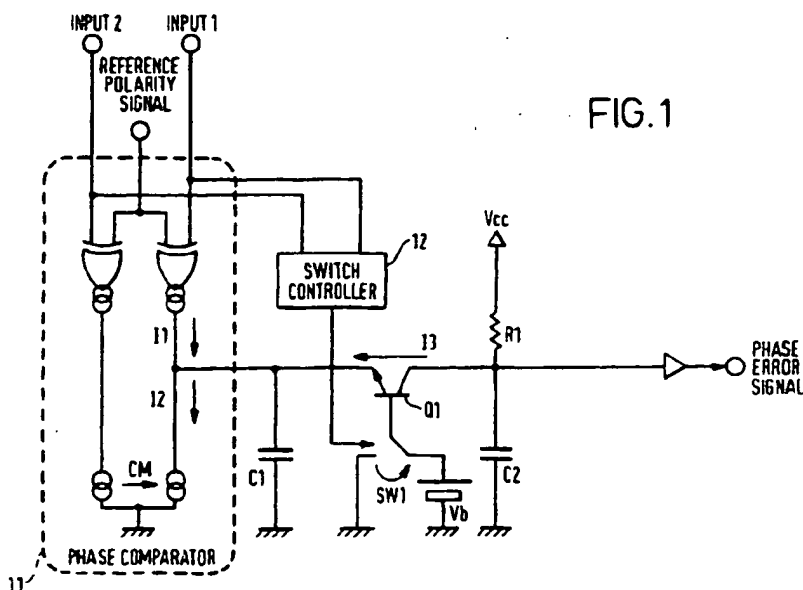 INPUT 2
INPUT 1
REFERENCE
POLARITY
SIGNAL
FIG.1
12
SWITCH
CONTROLLER
Vcc
R1
I1
I2
I3
PHASE
ERROR
SIGNAL
Q1
CM
C1
SW1
Vb
C2
PHASE COMPARATOR
11